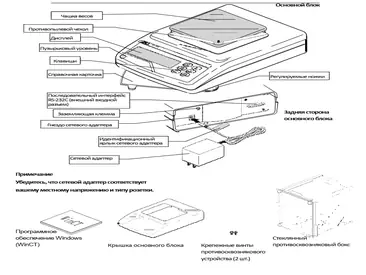 Основной блок
Чашка весов
Противопылевой чехол
Дисплей
Пузырьковый уровень
Клавиши
Справочная карточка
Регулируемые ножки
Последовательный интерфейс
RS-232C (внешний входной
разъем)
Заземляющая клемма
Гнездо сетевого адаптера
Задняя сторона
основного блока
Идентификационный
ярлык сетевого адаптера
Сетевой адаптер
Примечание
Убедитесь, что сетевой адаптер соответствует
вашему местному напряжению и типу розетки.
Программное
обеспечение Windows
(WinCT)
Крышка основного блока
Крепежные винты
противосквознякового
устройства (2 шт.)
Стеклянный
противосквозняковый бокс